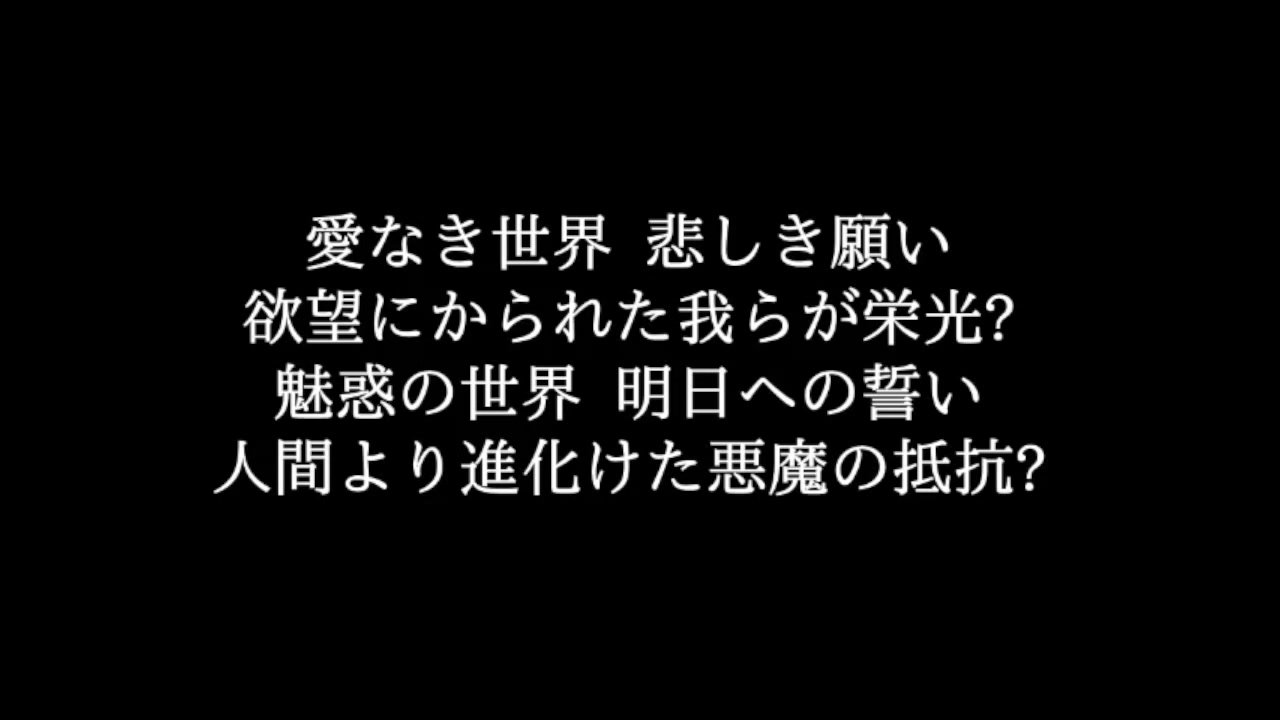 愛なき世界 悲しき願い
欲望にかられた我らが栄光?
魅惑の世界 明日への誓い
人間より進化けた悪魔の抵抗?